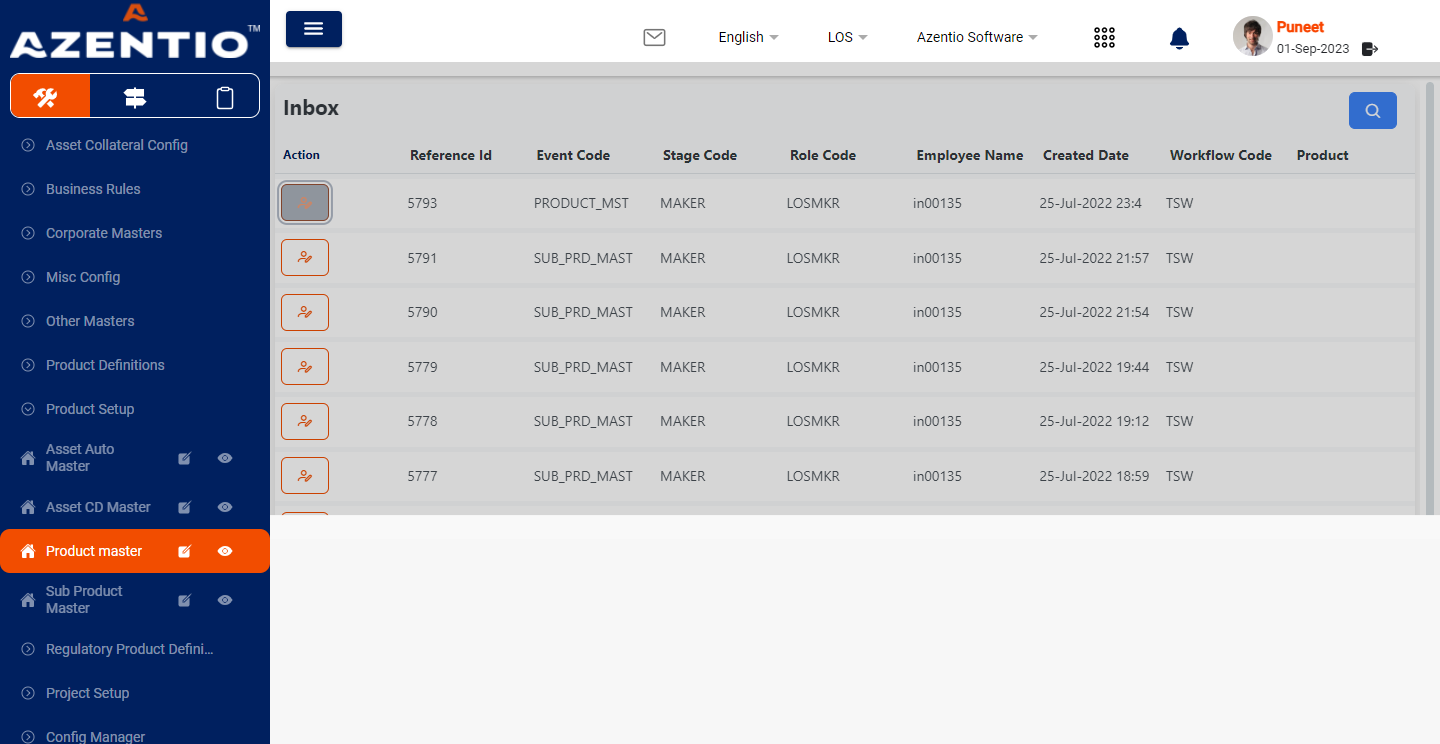 AZENTIO™
English
LOS
Azentio Software
Puneet
01-Sep-2023
Asset Collateral Config
Business Rules
Corporate Masters
Misc Config
Other Masters
Product Definitions
Product Setup
Asset Auto
Master
Asset CD Master
Product master
Sub Product
Master
Regulatory Product Defini...
Project Setup
Config Manager
Inbox
Action Reference Id Event Code Stage Code Role Code Employee Name Created Date Workflow Code Product
5793 PRODUCT_MST MAKER LOSMKR in00135 25-Jul-2022 23:4 TSW
5791 SUB_PRD_MAST MAKER LOSMKR in00135 25-Jul-2022 21:57 TSW
5790 SUB_PRD_MAST MAKER LOSMKR in00135 25-Jul-2022 21:54 TSW
5779 SUB_PRD_MAST MAKER LOSMKR in00135 25-Jul-2022 19:44 TSW
5778 SUB_PRD_MAST MAKER LOSMKR in00135 25-Jul-2022 19:12 TSW
5777 SUB_PRD_MAST MAKER LOSMKR in00135 25-Jul-2022 18:59 TSW